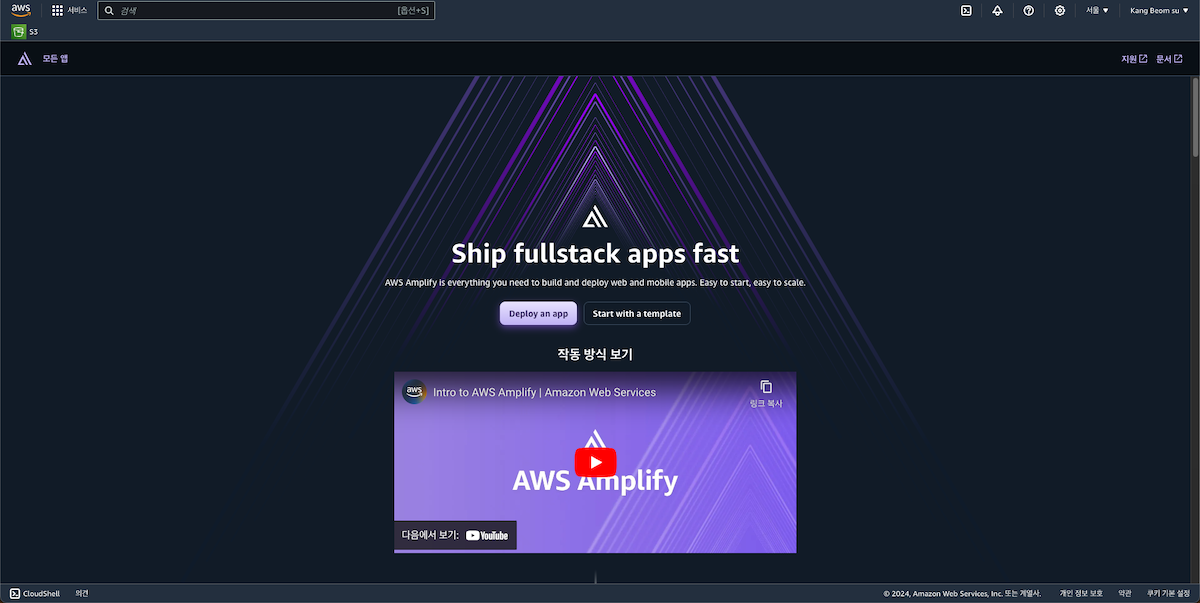 aws
서비스
검색
[옵션+S]
서울 ▼
Kang Beom su ▼
S3
모든 앱
지원
문서
Ship fullstack apps fast
AWS Amplify is everything you need to build and deploy web and mobile apps. Easy to start, easy to scale.
Deploy an app
Start with a template
작동 방식 보기
aws
Intro to AWS Amplify | Amazon Web Services
링크 복사
AWS Amplify
다음에서 보기: YouTube
CloudShell
의견
© 2024, Amazon Web Services, Inc. 또는 계열사.
개인 정보 보호
약관
쿠키 기본 설정